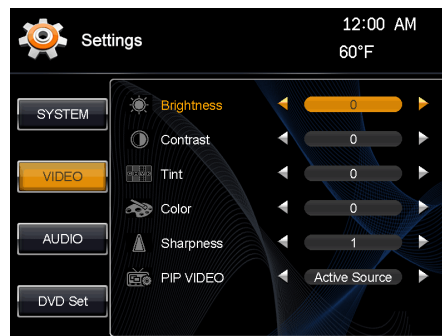 Settings
12:00 AM
60°F
SYSTEM
VIDEO
AUDIO
DVD Set
Brightness 0
Contrast 0
Tint 0
Color 0
Sharpness 1
PIP VIDEO Active Source